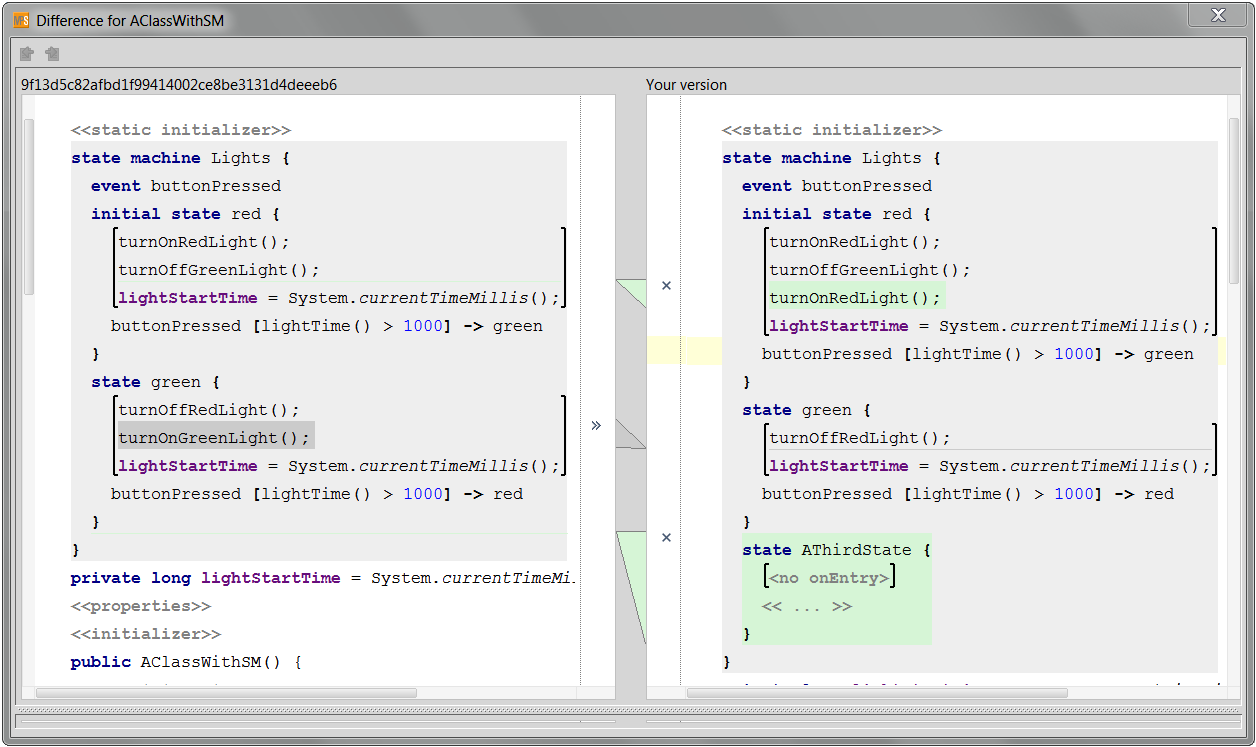 Difference for AClassWithSM
9f13d5c82afbd1f99414002ce8be3131d4deeeb6
<<static initializer>>
state machine Lights {
event buttonPressed
initial state red {
turnOnRedLight();
turnOffGreenLight();
lightStartTime = System.currentTimeMillis();
buttonPressed [lightTime() > 1000] -> green
}
state green {
turnOffRedLight();
turnOnGreenLight();
lightStartTime = System.currentTimeMillis();
buttonPressed [lightTime() > 1000] -> red
}
}
private long lightStartTime = System.currentTimeMi
<<properties>>
<<initializer>>
public AClassWithSM() {
Your version
<<static initializer>>
state machine Lights {
event buttonPressed
initial state red {
turnOnRedLight();
turnOffGreenLight();
turnOnRedLight();
lightStartTime = System.currentTimeMillis();
buttonPressed [lightTime() > 1000] -> green
}
state green {
turnOffRedLight();
lightStartTime = System.currentTimeMillis();
buttonPressed [lightTime() > 1000] -> red
}
state AThirdState {
<no onEntry>
<< ... >>
}
}